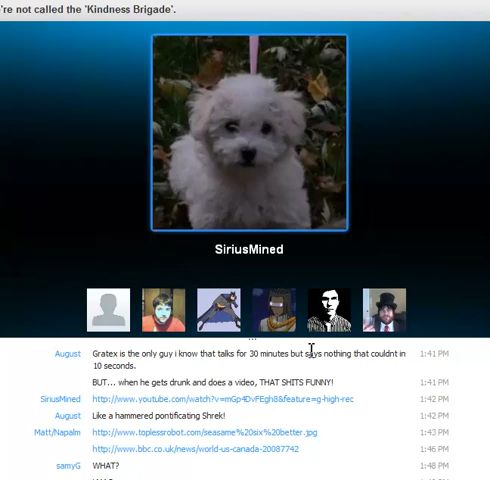 're not called the 'Kindness Brigade'.
SiriusMined
August Gratex is the only guy i know that talks for 30 minutes but says nothing that couldnt in 1:41 PM
10 seconds.
BUT... when he gets drunk and does a video, THAT SHITS FUNNY! 1:41 PM
SiriusMined http://www.youtube.com/watch?v=mGp4DvFEgh8&feature=g-high-rec 1:42 PM
August Like a hammered pontificating Shrek! 1:42 PM
Matt/Napalm http://www.toplessrobot.com/seasame%20six%20better.jpg 1:43 PM
http://www.bbc.co.uk/news/world-us-canada-20087742 1:46 PM
samyG WHAT? 1:48 PM